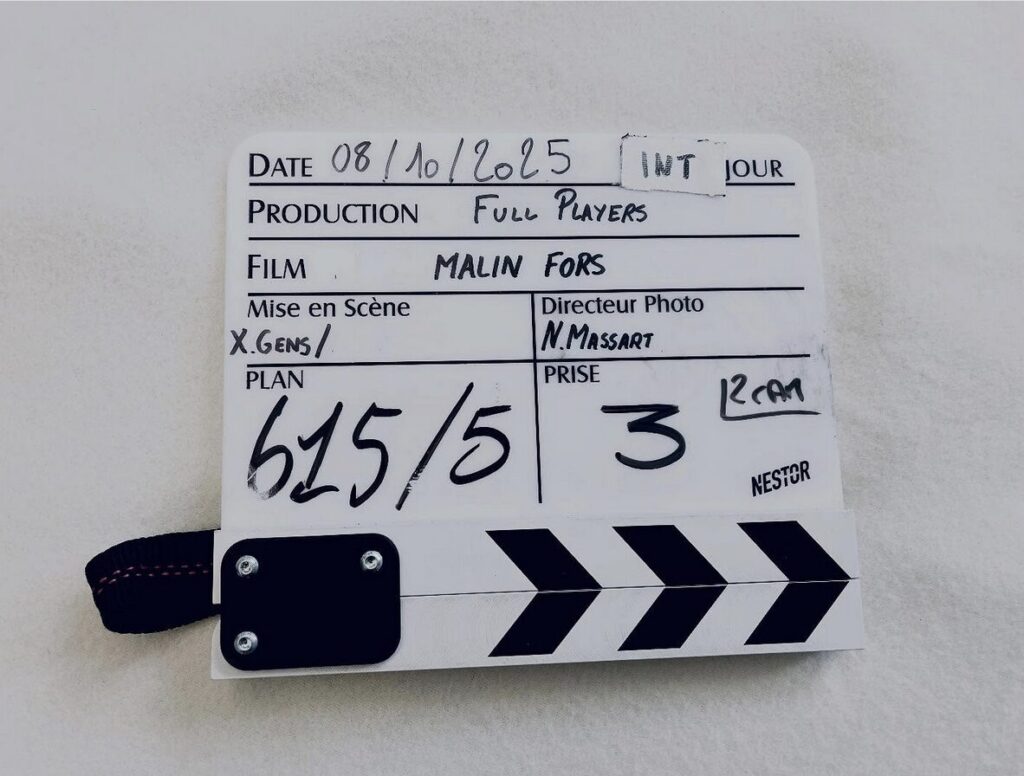 DATE 08/10/2025 INT JOUR
PRODUCTION FULL PLAYERS
FILM MALIN FORS
Mise en Scène
X.GENS/
Directeur Photo
N.MASSART
PLAN
615/5
PRISE
3
2CAM
NESTOR